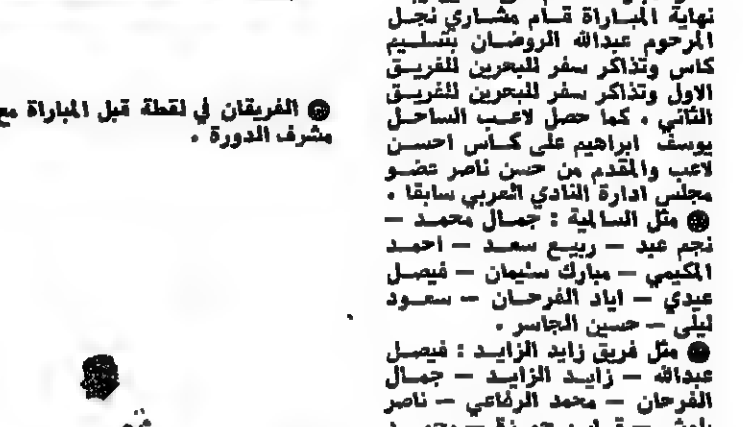 نهاية المباراة قام مشاري نجل
المرحوم عبدالله الروضان بتسليم
كاس وتذاكر سفر للبحرين للفريق
الاول وتذاكر سفر للبحرين للفريق
الثاني . كما حصل لاعب الساحل
يوسف ابراهيم على كأس احسن
لاعب والمقدم من حسن ناصر عضو
مجلس ادارة النادي العربي سابقا .
● مثل السالمية : جمال محمد –
نجم عبد – ربيع سعد – احمد
المكيمي – مبارك سليمان – فيصل
عبدي – اياد الفرحان – سعود
ليلى – حسين الجاسر .
● مثل فريق زايد الزايد : فيصل
عبدالله – زايد الزايد – جمال
الفرحان – محمد الرفاعي – ناصر
● الفريقان في لقطة قبل المباراة مع
مشرف الدورة .